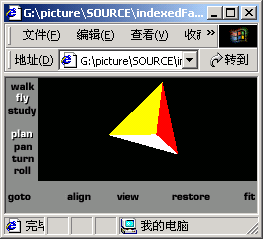 G:\picture\SOURCE\indexedFa...
文件(F) 编辑(E) 查看(V) 收藏 »
地址(D) G:\picture\SOURCE\in 转到
walk
fly
study
plan
pan
turn
roll
goto align view restore fit
完毕 我的电脑